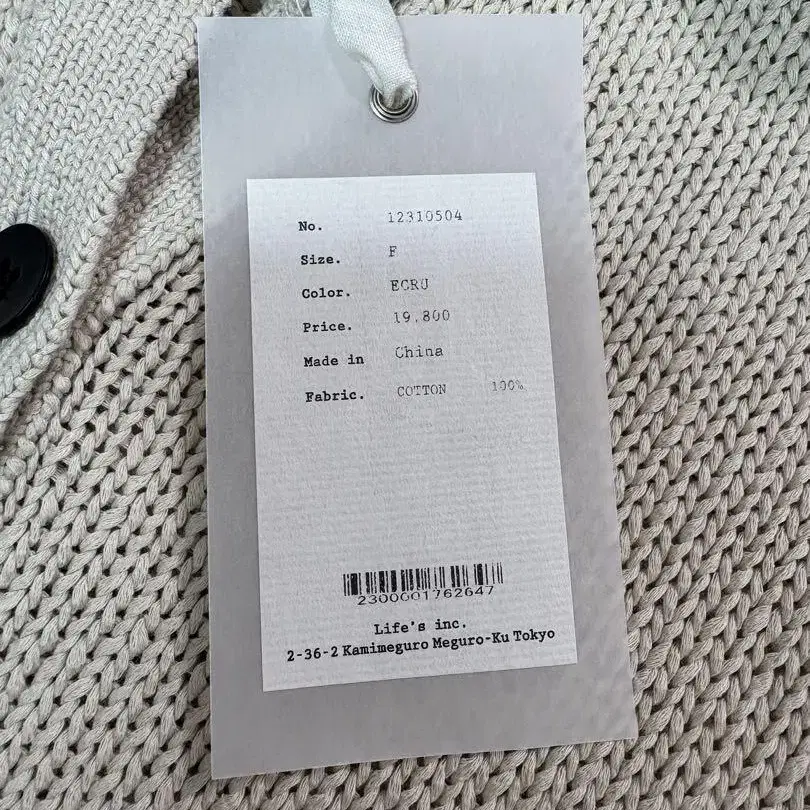 No. 12310504
Size. F
Color. ECRU
Price. 19,800
Made in China
Fabric. COTTON 100%
2300001762647
Life's inc.
2-36-2 Kamimeguro Meguro-Ku Tokyo